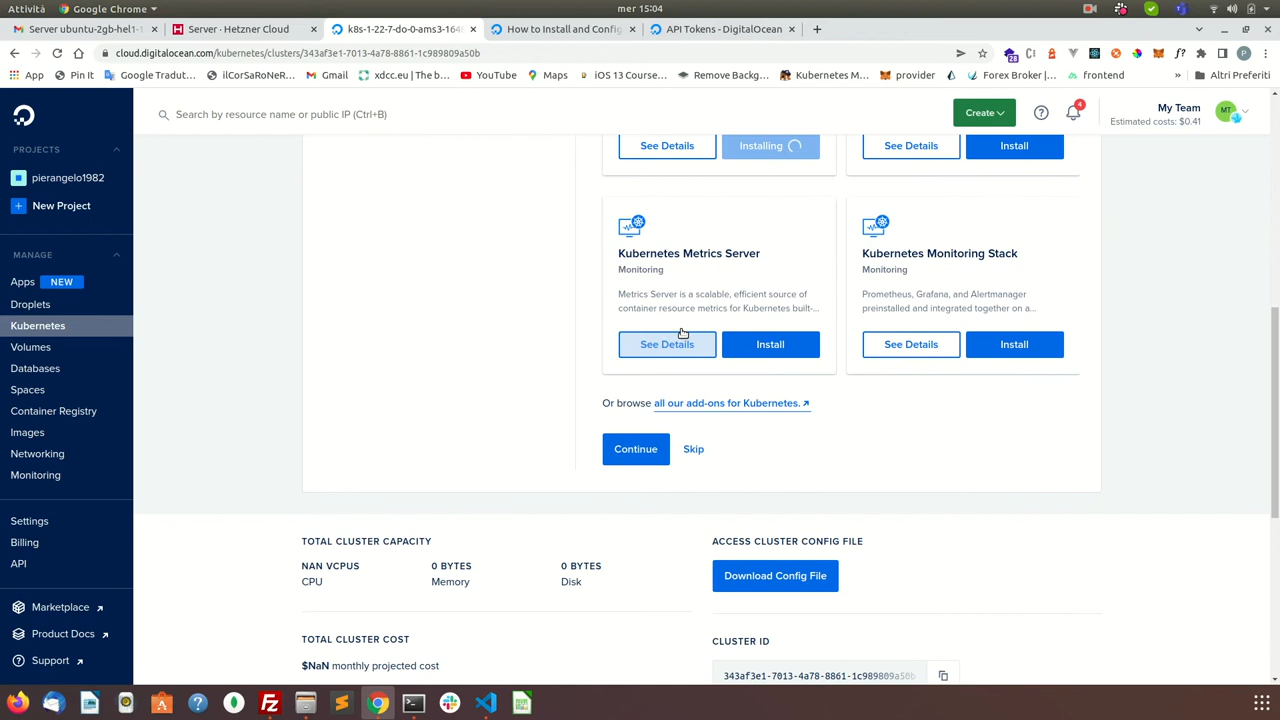 Attività
Google Chrome
mer 15:04
Server ubuntu-2gb-hel1-1
Server · Hetzner Cloud
k8s-1-22-7-do-0-ams3-164
How to Install and Config
API Tokens - DigitalOcean
cloud.digitalocean.com/kubernetes/clusters/343af3e1-7013-4a78-8861-1c989809a50b
28
P
App
Pin It
Google Tradut...
ilCorSaRoNeR...
Gmail
xdcc.eu | The b...
YouTube
Maps
iOS 13 Course...
Remove Backg...
Kubernetes M...
provider
Forex Broker |...
frontend
»
Altri Preferiti
Search by resource name or public IP (Ctrl+B)
Create
4
My Team
Estimated costs: $0.41
MT
PROJECTS
pierangelo1982
New Project
MANAGE
Apps NEW
Droplets
Kubernetes
Volumes
Databases
Spaces
Container Registry
Images
Networking
Monitoring
Settings
Billing
API
Marketplace
Product Docs
Support
See Details
Installing
See Details
Install
Kubernetes Metrics Server
Monitoring
Metrics Server is a scalable, efficient source of
container resource metrics for Kubernetes built-...
See Details
Install
Kubernetes Monitoring Stack
Monitoring
Prometheus, Grafana, and Alertmanager
preinstalled and integrated together on a...
See Details
Install
Or browse all our add-ons for Kubernetes.
Continue
Skip
TOTAL CLUSTER CAPACITY
NAN VCPUS
CPU
0 BYTES
Memory
0 BYTES
Disk
ACCESS CLUSTER CONFIG FILE
Download Config File
TOTAL CLUSTER COST
$NaN monthly projected cost
CLUSTER ID
343af3e1-7013-4a78-8861-1c989809a50b